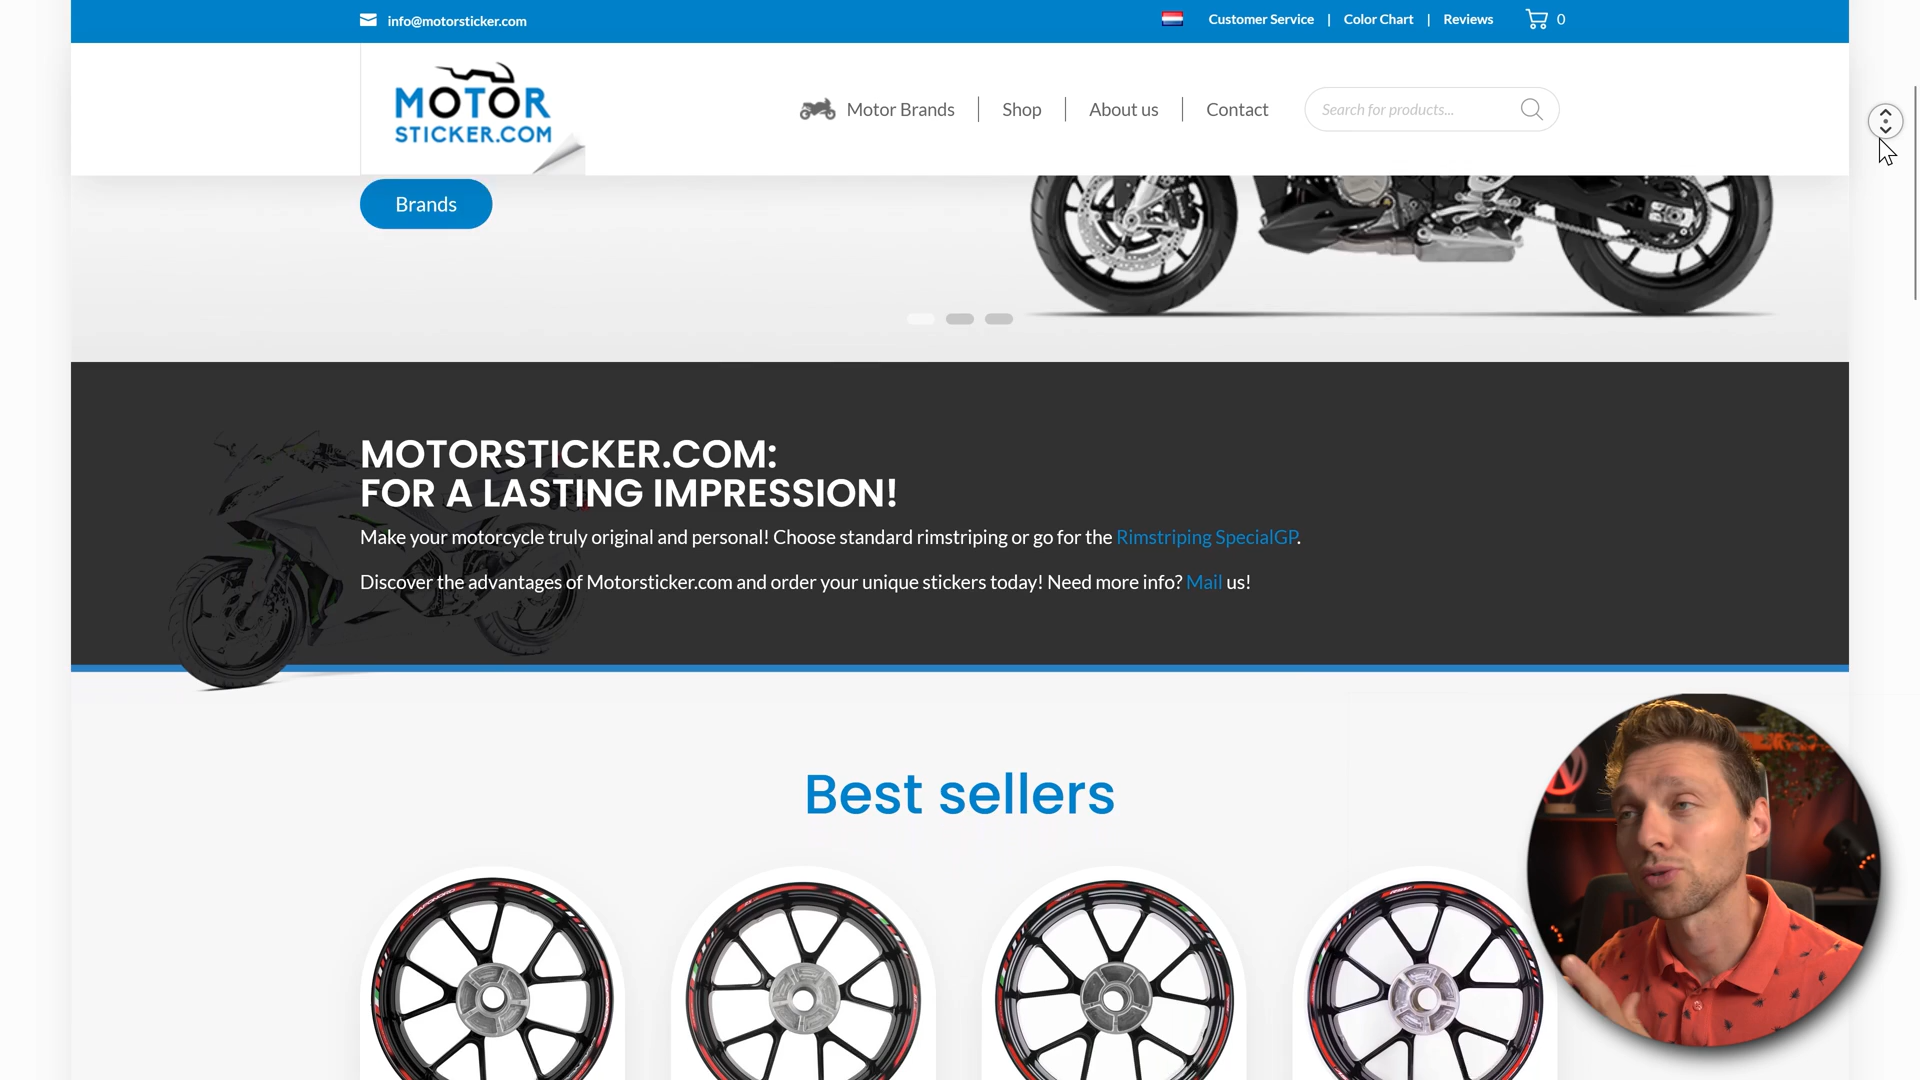 info@motorsticker.com
Customer Service | Color Chart | Reviews 0
MOTOR
STICKER.COM
Motor Brands | Shop | About us | Contact
Search for products...
Brands
MOTORSTICKER.COM:
FOR A LASTING IMPRESSION!
Make your motorcycle truly original and personal! Choose standard rimstriping or go for the Rimstriping SpecialGP.
Discover the advantages of Motorsticker.com and order your unique stickers today! Need more info? Mail us!
Best sellers